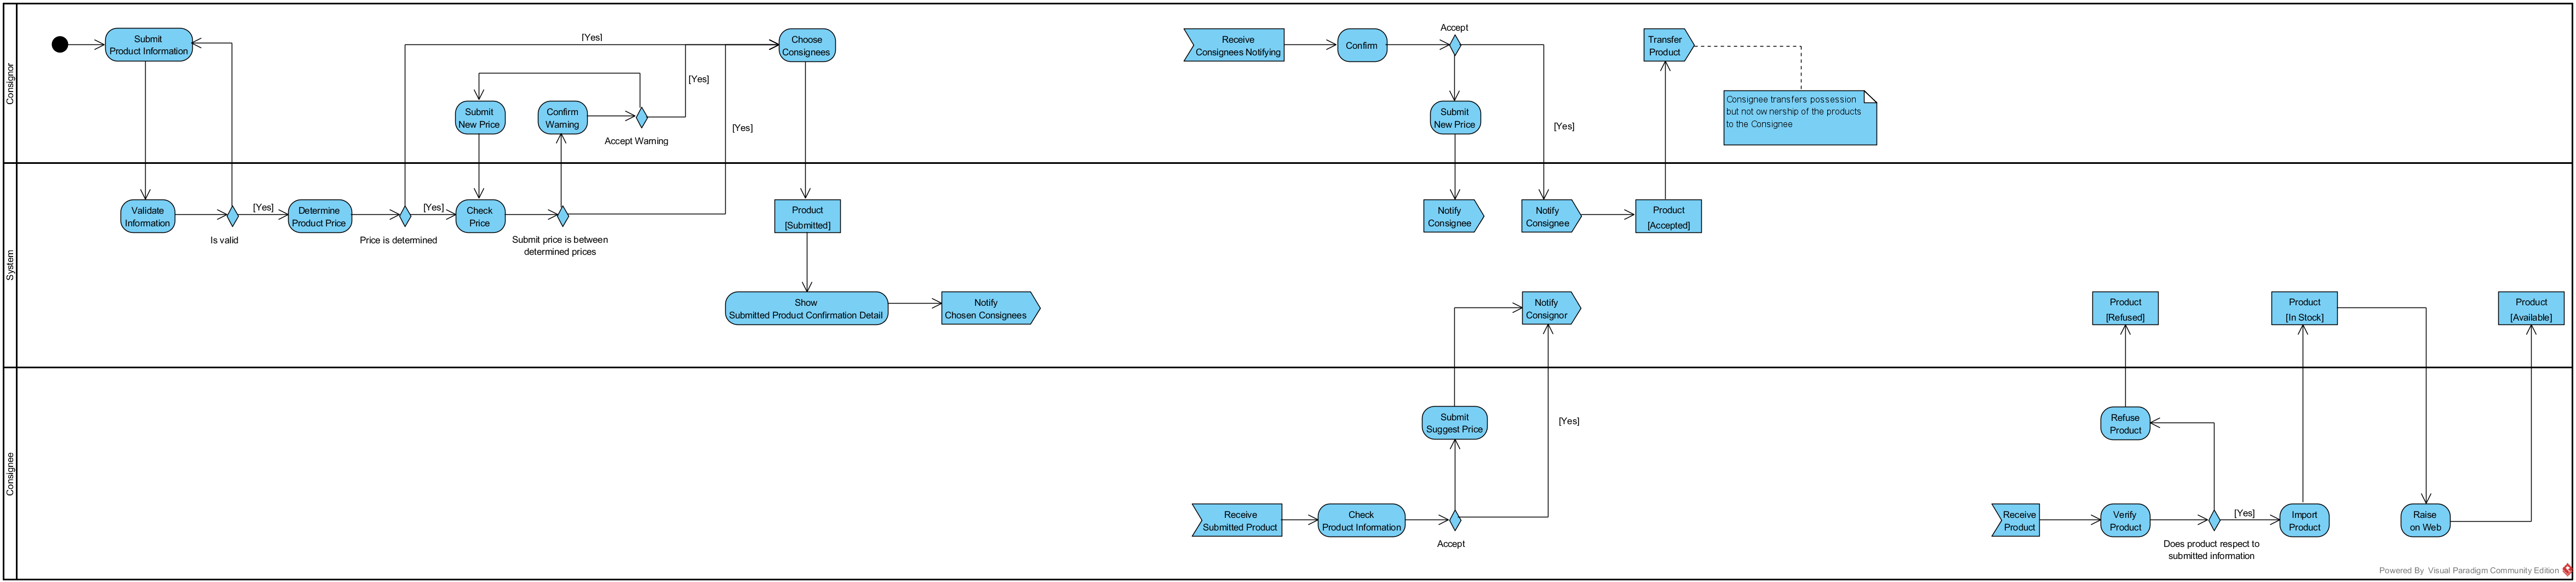 Consignor
Submit
Product Information
[Yes]
Choose
Consignees
[Yes]
Submit
New Price
Confirm
Warning
Accept Warning
[Yes]
Receive
Consignees Notifying
Confirm
Accept
Submit
New Price
[Yes]
Transfer
Product
Consignee transfers possession
but not ownership of the products
to the Consignee
System
Validate
Information
Is valid
[Yes]
Determine
Product Price
Price is determined
[Yes]
Check
Price
Submit price is between
determined prices
Product
[Submitted]
Show
Submitted Product Confirmation Detail
Notify
Chosen Consignees
Notify
Consignee
Notify
Consignee
Product
[Accepted]
Notify
Consignor
Product
[Refused]
Product
[In Stock]
Product
[Available]
Consignee
Submit
Suggest Price
[Yes]
Receive
Submitted Product
Check
Product Information
Accept
Refuse
Product
Receive
Product
Verify
Product
Does product respect to
submitted information
[Yes]
Import
Product
Raise
on Web
Powered By Visual Paradigm Community Edition